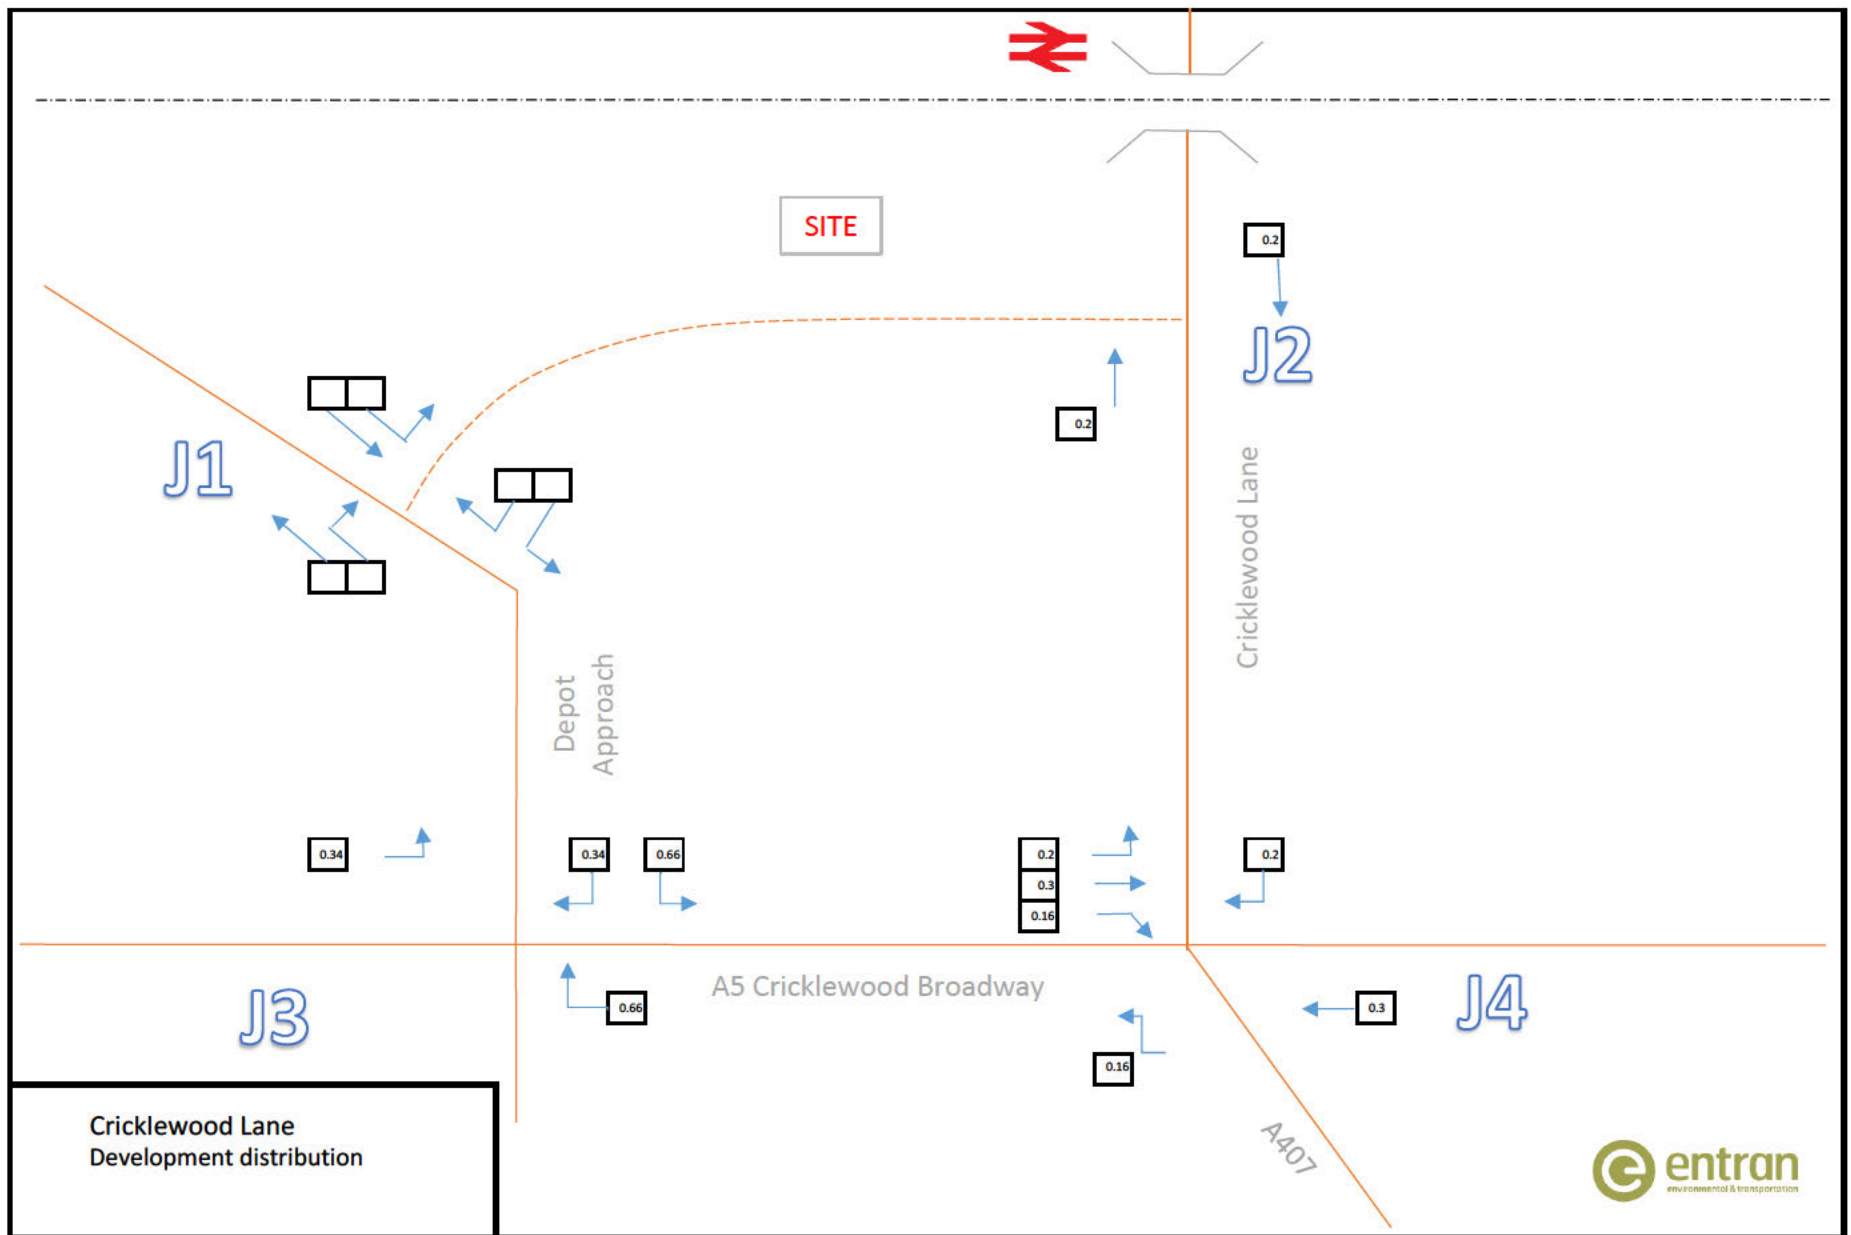 SITE
0.2
J2
0.2
J1
Cricklewood Lane
Depot
Approach
0.34
0.34
0.66
0.2
0.3
0.16
0.2
A5 Cricklewood Broadway
J3
0.66
0.3
J4
0.16
A407
Cricklewood Lane
Development distribution
entran
environmental & transportation